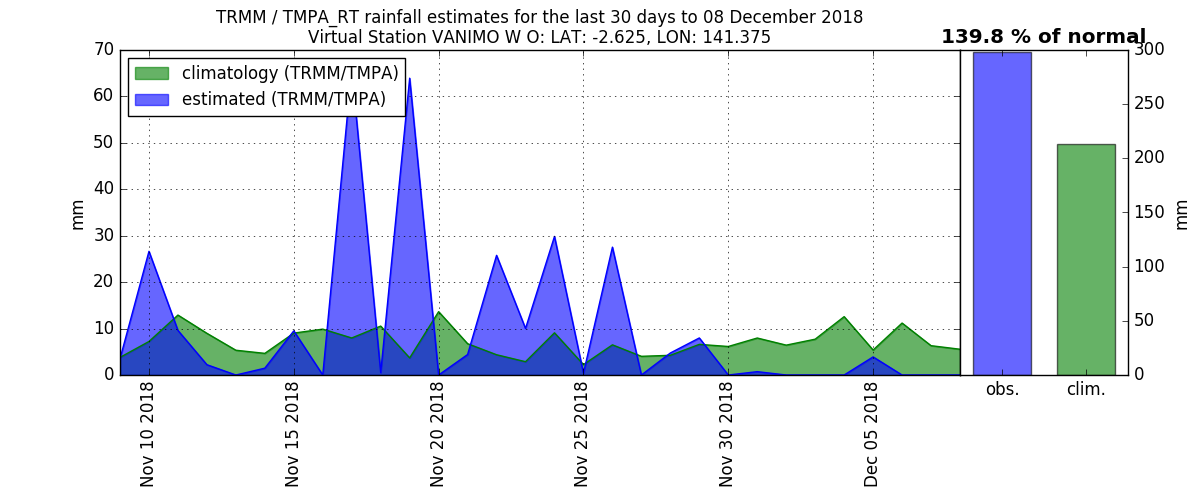 TRMM / TMPA_RT rainfall estimates for the last 30 days to 08 December 2018
Virtual Station VANIMO W O: LAT: -2.625, LON: 141.375
139.8 % of normal
climatology (TRMM/TMPA)
estimated (TRMM/TMPA)
mm
70
60
50
40
30
20
10
0
Nov 10 2018
Nov 15 2018
Nov 20 2018
Nov 25 2018
Nov 30 2018
Dec 05 2018
obs.
clim.
300
250
200
150
100
50
0
mm